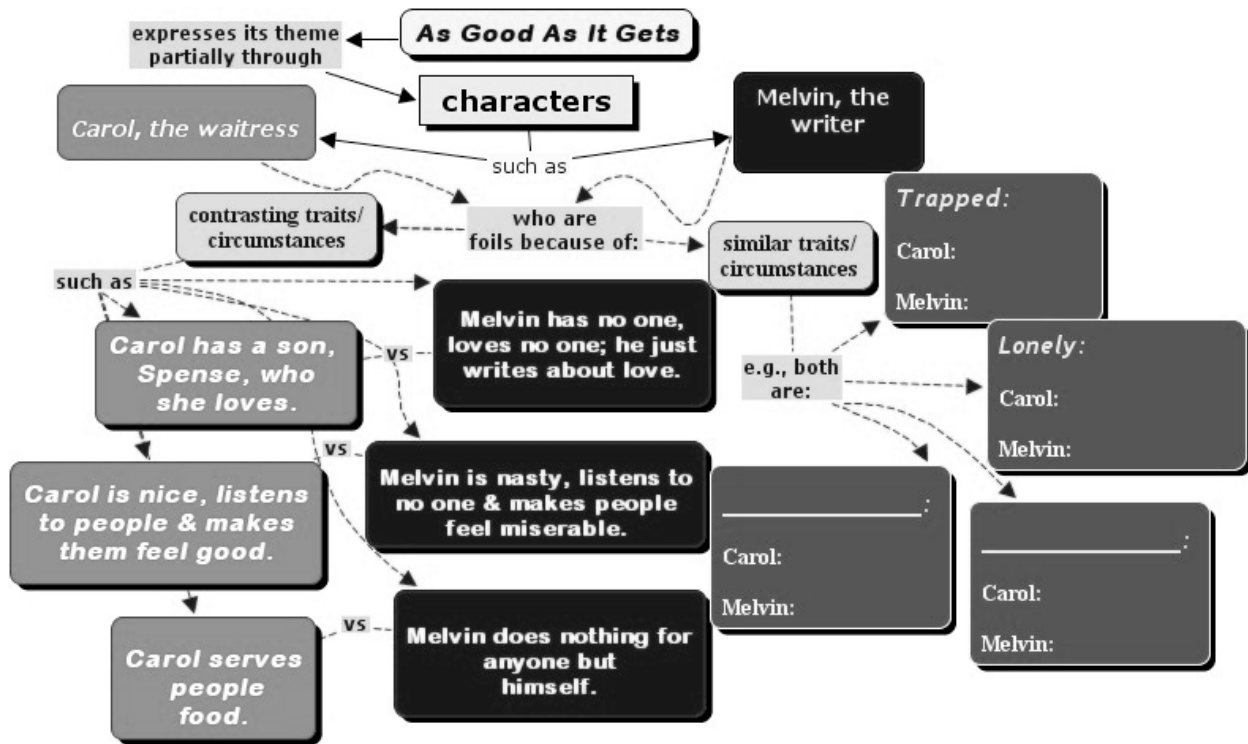 As Good As It Gets
expresses its theme
partially through
characters
Carol, the waitress
Melvin, the
writer
such as
who are
foils because of:
contrasting traits/
circumstances
similar traits/
circumstances
such as
Carol has a son,
Spense, who
she loves.
vs
Melvin has no one,
loves no one; he just
writes about love.
Carol is nice, listens
to people & makes
them feel good.
vs
Melvin is nasty, listens to
no one & makes people
feel miserable.
Carol serves
people
food.
vs
Melvin does nothing for
anyone but
himself.
e.g., both
are:
Trapped:
Carol:
Melvin:
Lonely:
Carol:
Melvin:
____________________:
Carol:
Melvin:
____________________:
Carol:
Melvin: